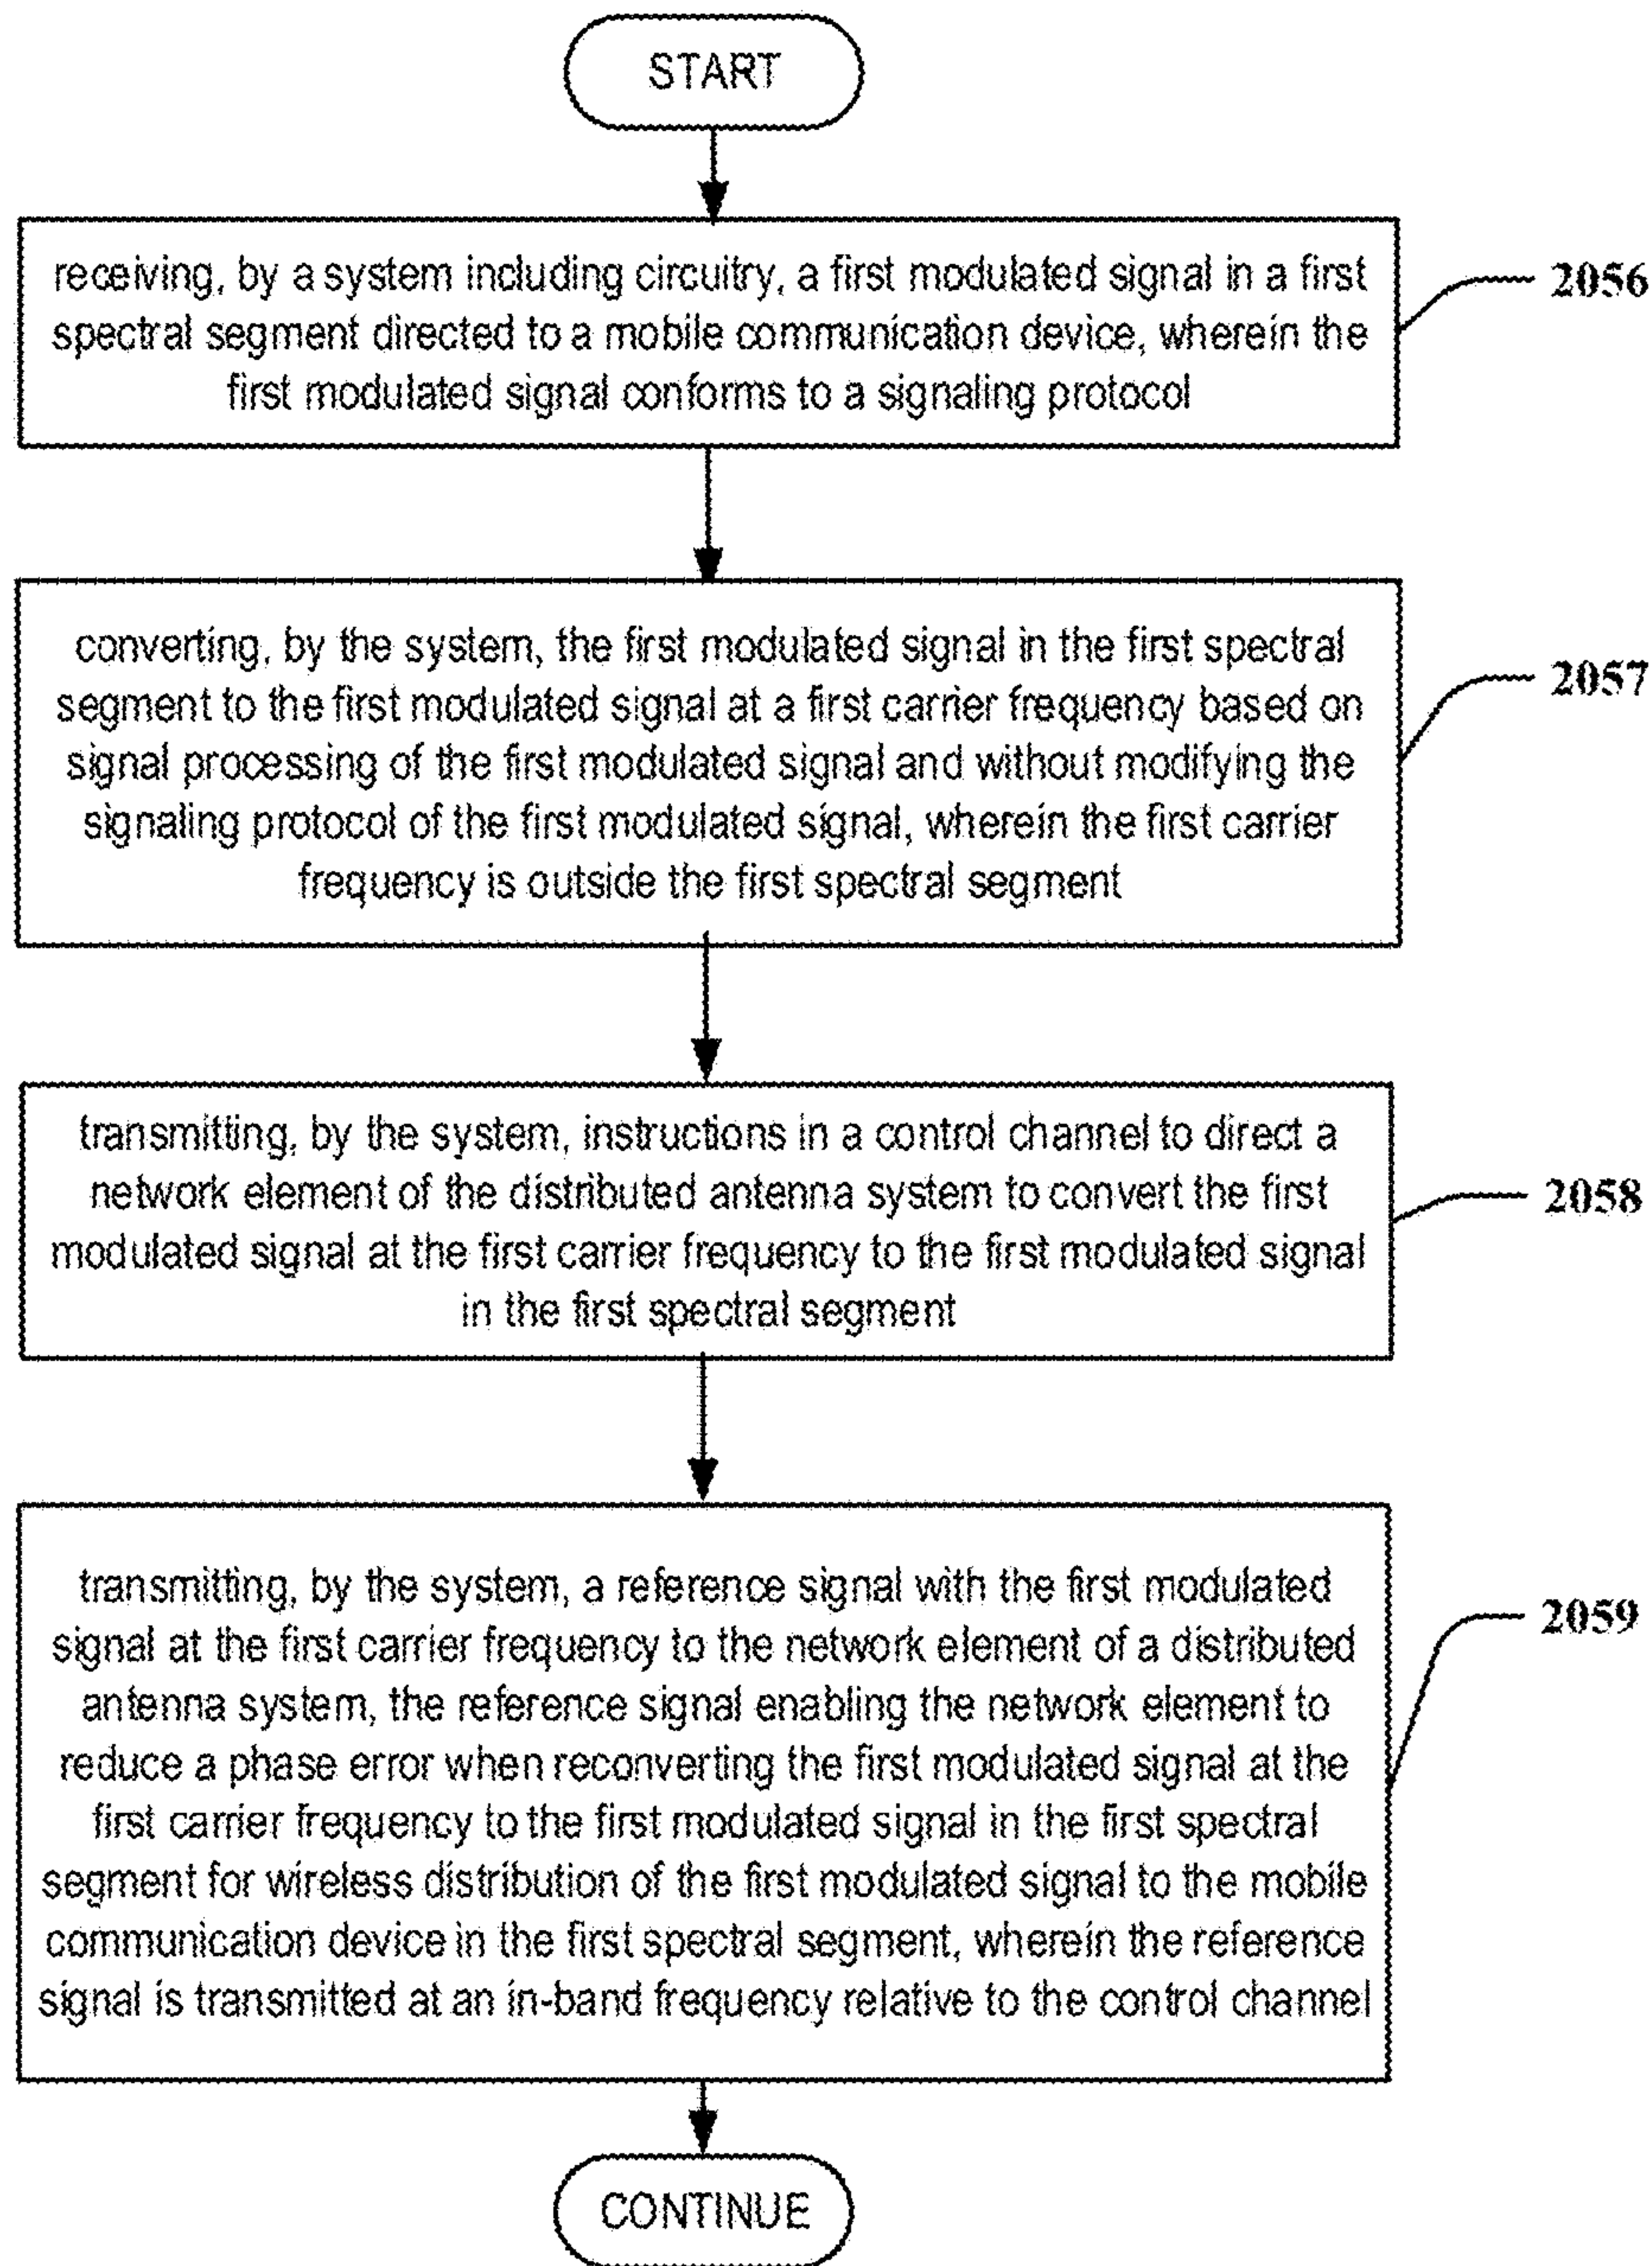 START
receiving, by a system including circuitry, a first modulated signal in a first
spectral segment directed to a mobile communication device, wherein the
first modulated signal conforms to a signaling protocol
2056
converting, by the system, the first modulated signal in the first spectral
segment to the first modulated signal at a first carrier frequency based on
signal processing of the first modulated signal and without modifying the
signaling protocol of the first modulated signal, wherein the first carrier
frequency is outside the first spectral segment
2057
transmitting, by the system, instructions in a control channel to direct a
network element of the distributed antenna system to convert the first
modulated signal at the first carrier frequency to the first modulated signal
in the first spectral segment
2058
transmitting, by the system, a reference signal with the first modulated
signal at the first carrier frequency to the network element of a distributed
antenna system, the reference signal enabling the network element to
reduce a phase error when reconverting the first modulated signal at the
first carrier frequency to the first modulated signal in the first spectral
segment for wireless distribution of the first modulated signal to the mobile
communication device in the first spectral segment, wherein the reference
signal is transmitted at an in-band frequency relative to the control channel
2059
CONTINUE